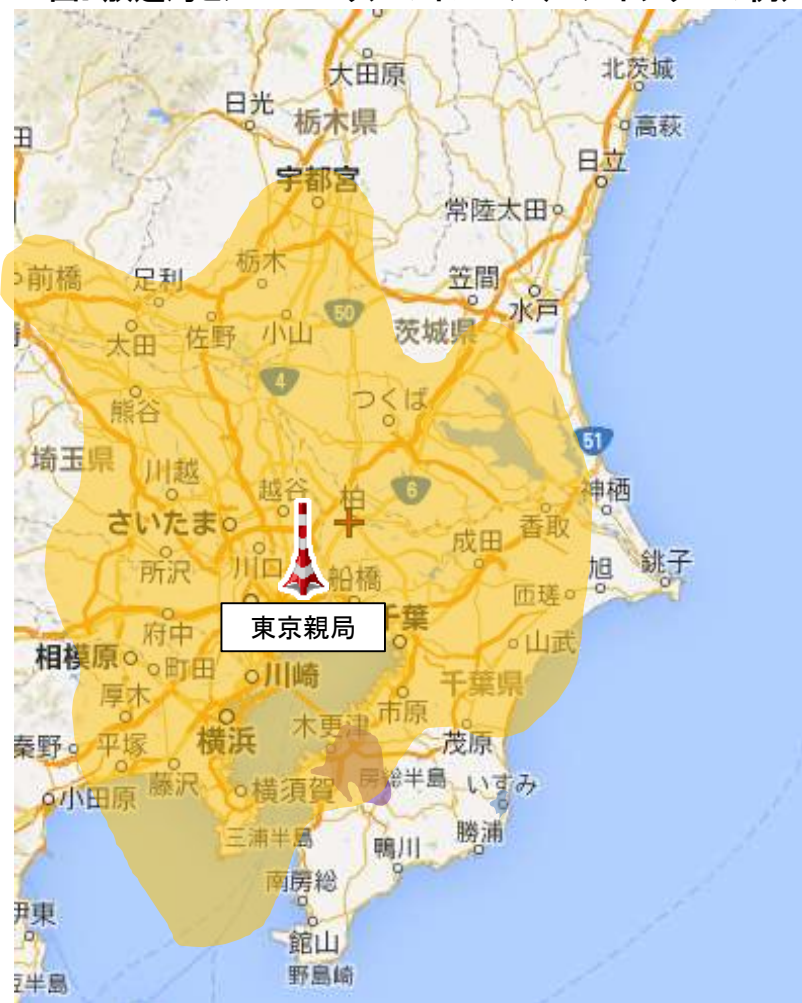 大田原
北茨城
日光
栃木県
高萩
日立
宇都宮
常陸太田
前橋
足利
栃木
笠間
水戸
太田
佐野
小山
50
茨城県
4
つくば
熊谷
51
埼玉県
川越
越谷
柏
6
神栖
さいたま
香取
成田
所沢
川口
船橋
旭
銚子
匝瑳
東京親局
千葉
府中
山武
相模原
町田
川崎
千葉県
厚木
市原
木更津
秦野
平塚
横浜
茂原
藤沢
横須賀
房総半島
いすみ
小田原
三浦半島
勝浦
鴨川
南房総
伊東
館山
野島崎
豆半島